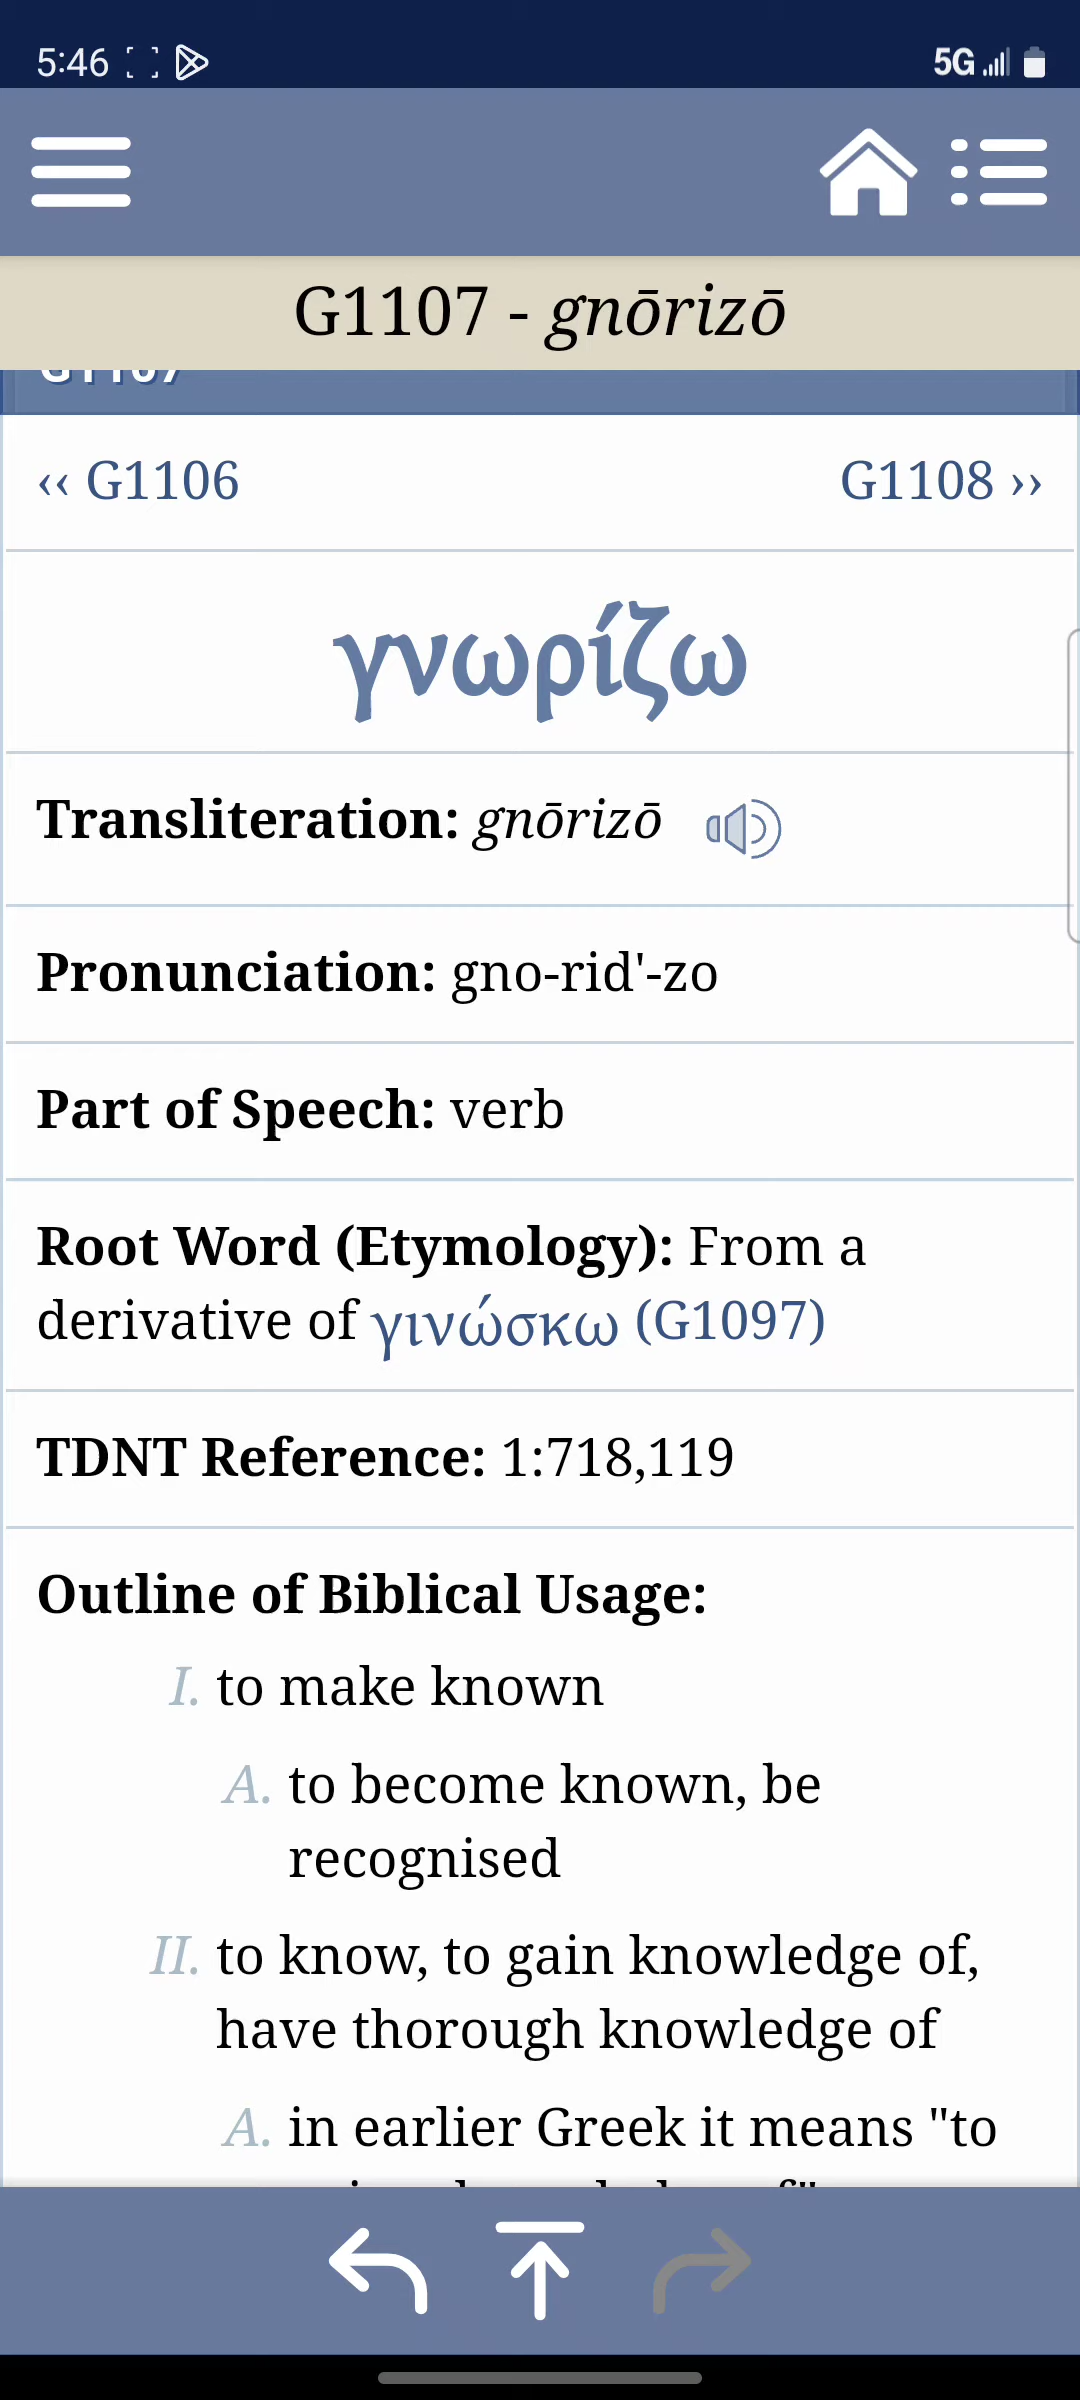 5:46 5G
G1107 - gnōrizō
G1107
‹‹ G1106 G1108 ››
γνωρίζω
Transliteration: gnōrizō
Pronunciation: gno-rid'-zo
Part of Speech: verb
Root Word (Etymology): From a
derivative of γινώσκω (G1097)
TDNT Reference: 1:718,119
Outline of Biblical Usage:
I. to make known
A. to become known, be
recognised
II. to know, to gain knowledge of,
have thorough knowledge of
A. in earlier Greek it means "to